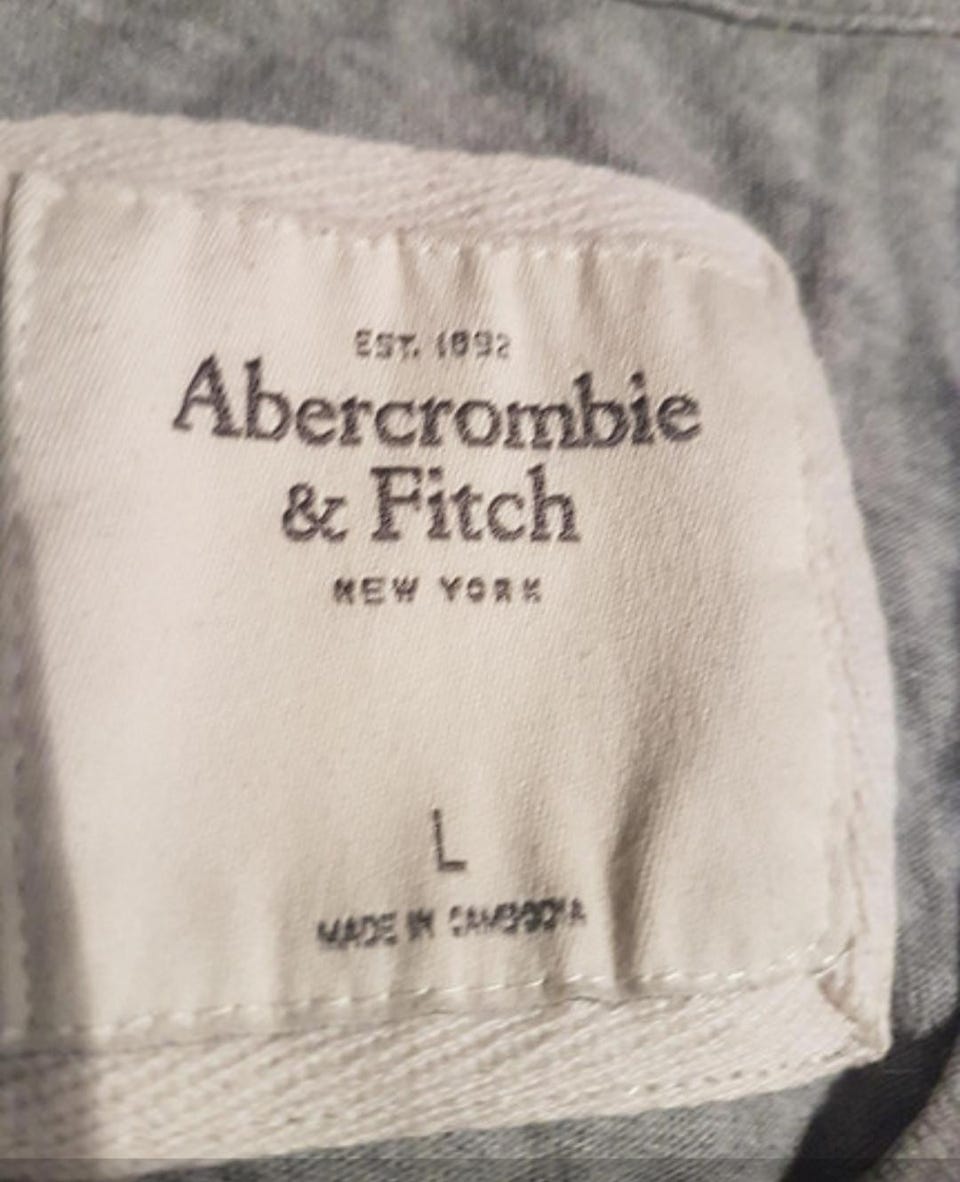 EST. 1892
Abercrombie
& Fitch
NEW YORK
L
MADE IN CAMBODIA